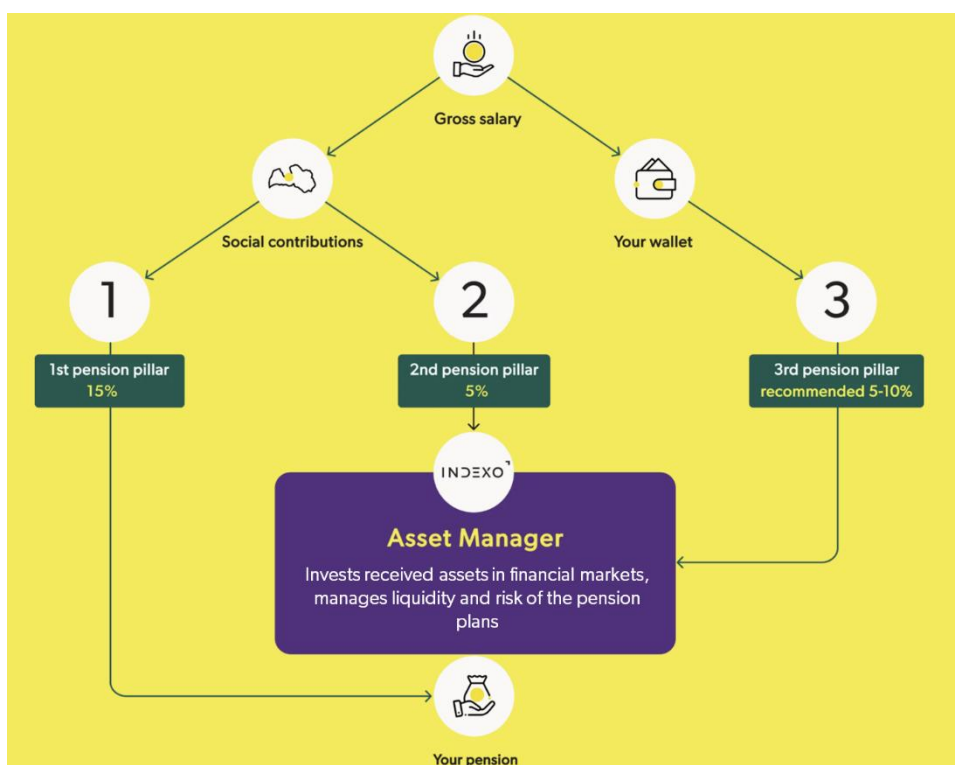 Gross salary
Social contributions
Your wallet
1
2
3
1st pension pillar
15%
2nd pension pillar
5%
3rd pension pillar
recommended 5-10%
INDEXO
Asset Manager
Invests received assets in financial markets,
manages liquidity and risk of the pension
plans
Your pension